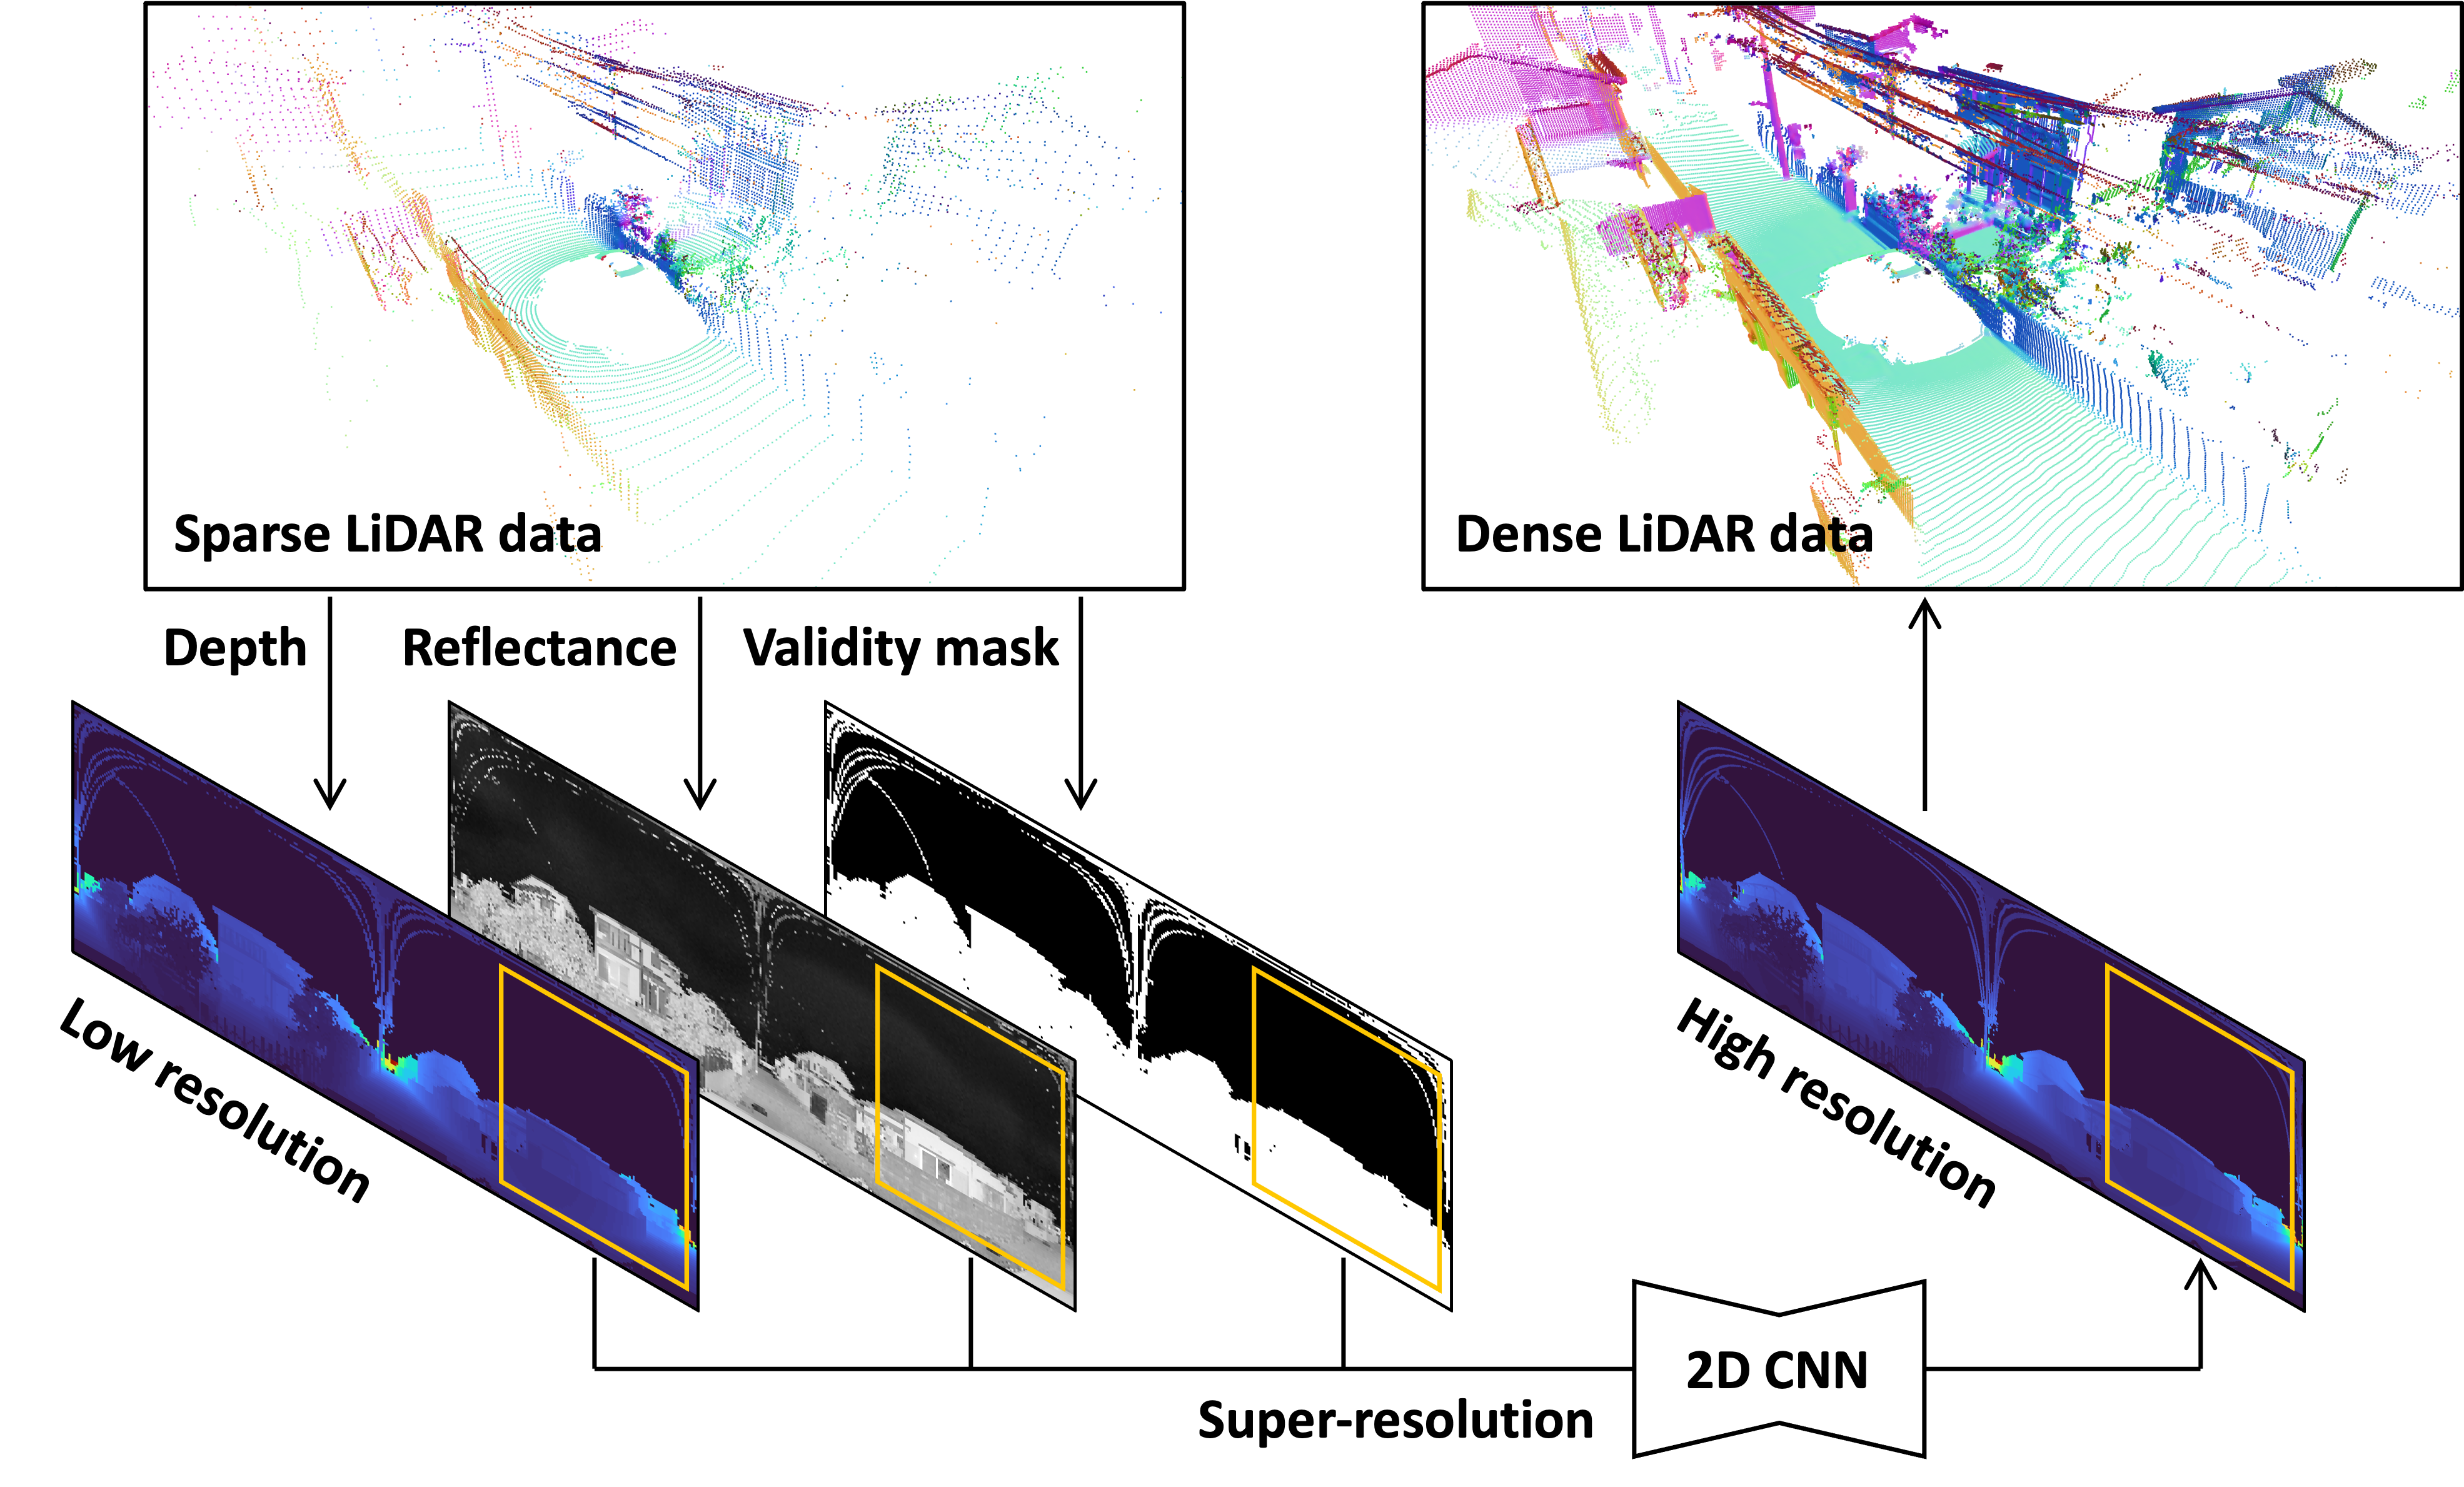 Sparse LiDAR data
Dense LiDAR data
Depth
Reflectance
Validity mask
Low resolution
High resolution
2D CNN
Super-resolution